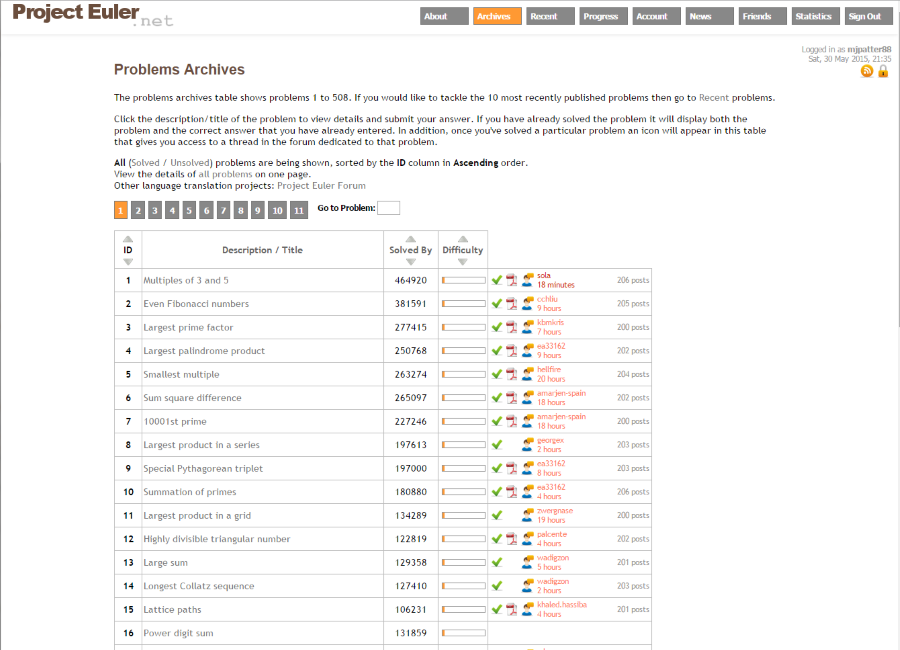 Project Euler
.net
About Archives Recent Progress Account News Friends Statistics Sign Out
Logged in as mjpatter88
Sat, 30 May 2015, 21:35
Problems Archives
The problems archives table shows problems 1 to 508. If you would like to tackle the 10 most recently published problems then go to Recent problems.
Click the description/title of the problem to view details and submit your answer. If you have already solved the problem it will display both the
problem and the correct answer that you have already entered. In addition, once you've solved a particular problem an icon will appear in this table
that gives you access to a thread in the forum dedicated to that problem.
All (Solved / Unsolved) problems are being shown, sorted by the ID column in Ascending order.
View the details of all problems on one page.
Other language translation projects: Project Euler Forum
1 2 3 4 5 6 7 8 9 10 11 Go to Problem:
ID Description / Title Solved By Difficulty
1 Multiples of 3 and 5 464920 sola 206 posts
18 minutes
2 Even Fibonacci numbers 381591 cchliu 205 posts
9 hours
3 Largest prime factor 277415 kbmkris 200 posts
7 hours
4 Largest palindrome product 250768 ea33162 202 posts
9 hours
5 Smallest multiple 263274 hellfire 204 posts
20 hours
6 Sum square difference 265097 amarjen-spain 202 posts
18 hours
7 10001st prime 227246 amarjen-spain 200 posts
18 hours
8 Largest product in a series 197613 georgex 203 posts
2 hours
9 Special Pythagorean triplet 197000 ea33162 203 posts
8 hours
10 Summation of primes 180880 ea33162 206 posts
4 hours
11 Largest product in a grid 134289 zwergnase 200 posts
19 hours
12 Highly divisible triangular number 122819 palcente 202 posts
4 hours
13 Large sum 129358 wadigzon 201 posts
5 hours
14 Longest Collatz sequence 127410 wadigzon 203 posts
2 hours
15 Lattice paths 106231 khaled.hassiba 201 posts
4 hours
16 Power digit sum 131859